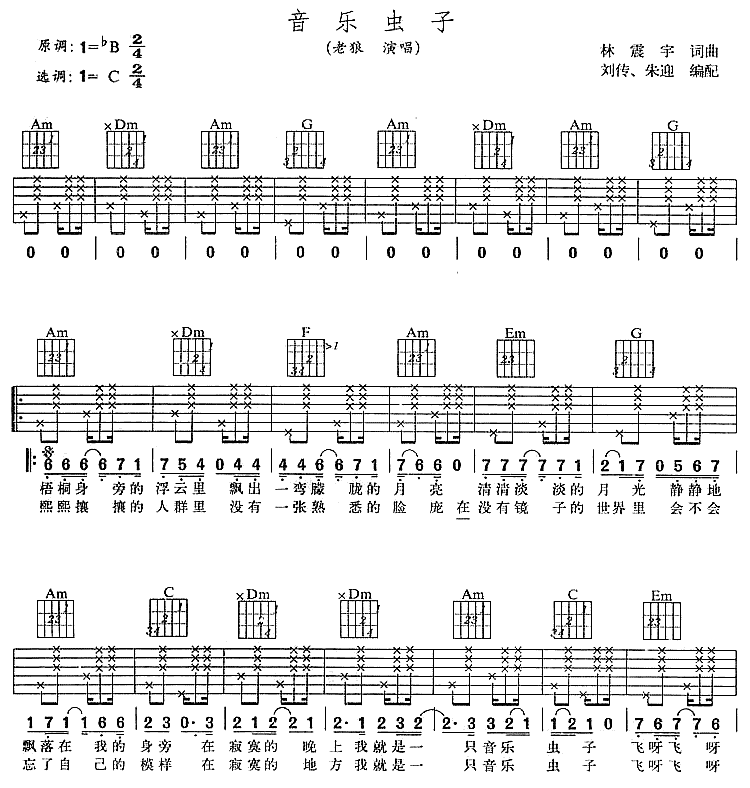 音乐虫子
原调：1=♭B 2/4
(老狼 演唱)
林震宇 词曲
选调：1= C 2/4
刘传、朱迎 编配
Am ×Dm Am G Am ×Dm Am G
0 0 | 0 0 | 0 0 | 0 0 | 0 0 | 0 0 | 0 0 | 0 0 |
Am ×Dm F >1 Am Em G
6 6 6 6 7 1 | 7 5 4 0 4 4 | 4 4 6 6 7 1 | 7 6 6 0 | 7 7 7 7 7 1 | 2 1 7 0 5 6 7
梧桐身 旁的 浮云里 飘出 一弯朦 胧的 月 亮 清清淡 淡的 月 光 静静地
熙熙攘 攘的 人群里 没有 一张熟 悉的 脸 庞 在 没有镜 子的 世界里 会不会
Am C ×Dm ×Dm Am C Em
1 7 1 1 6 6 | 2 3 0· 3 | 2 1 2 2 1 | 2· 1 2 3 2 | 2· 3 3 2 1 | 1 2 1 0 | 7 6 7 7 6
飘落在 我的 身旁 在 寂寞的 晚 上我就是一 只音乐 虫 子 飞呀飞 呀
忘了自 己的 模样 在 寂寞的 地 方我就是一 只音乐 虫 子 飞呀飞 呀